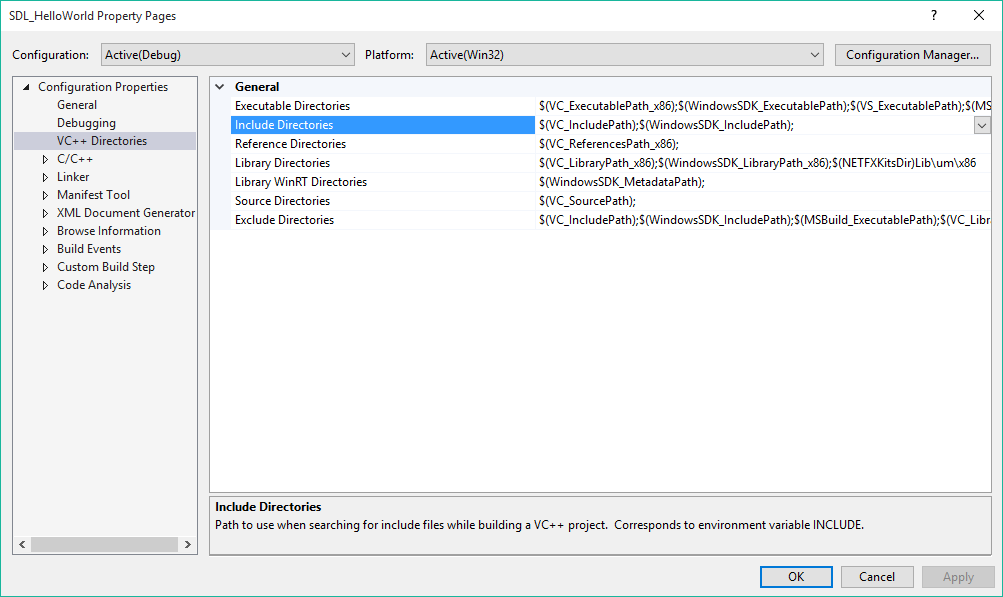 SDL_HelloWorld Property Pages
?
Configuration: Active(Debug) Platform: Active(Win32) Configuration Manager...
Configuration Properties
General
Debugging
VC++ Directories
C/C++
Linker
Manifest Tool
XML Document Generator
Browse Information
Build Events
Custom Build Step
Code Analysis
General
Executable Directories $(VC_ExecutablePath_x86);$(WindowsSDK_ExecutablePath);$(VS_ExecutablePath);$(MS
Include Directories $(VC_IncludePath);$(WindowsSDK_IncludePath);
Reference Directories $(VC_ReferencesPath_x86);
Library Directories $(VC_LibraryPath_x86);$(WindowsSDK_LibraryPath_x86);$(NETFXKitsDir)Lib\um\x86
Library WinRT Directories $(WindowsSDK_MetadataPath);
Source Directories $(VC_SourcePath);
Exclude Directories $(VC_IncludePath);$(WindowsSDK_IncludePath);$(MSBuild_ExecutablePath);$(VC_Libr
Include Directories
Path to use when searching for include files while building a VC++ project. Corresponds to environment variable INCLUDE.
OK Cancel Apply